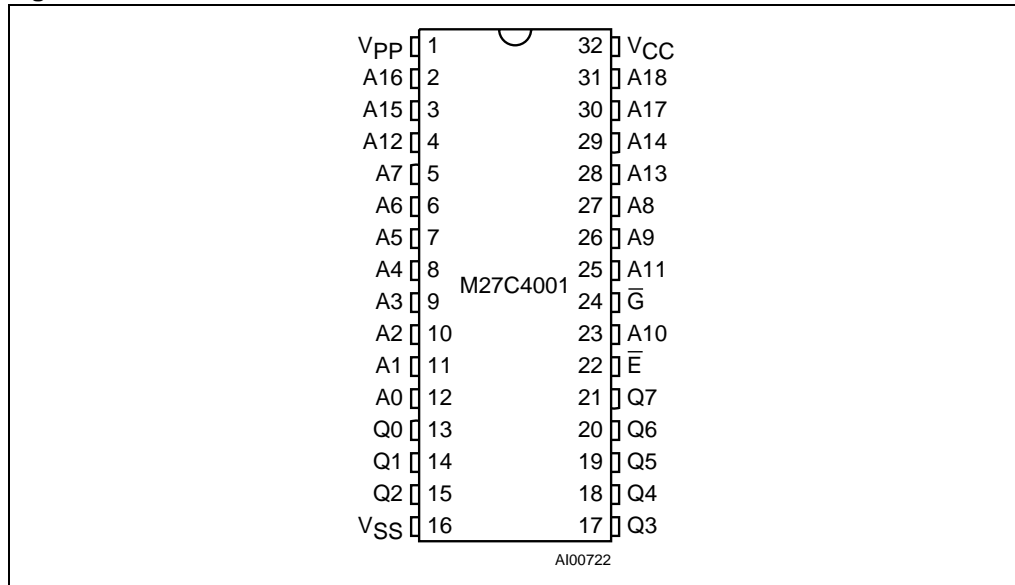 VPP 1 32 VCC
A16 2 31 A18
A15 3 30 A17
A12 4 29 A14
A7 5 28 A13
A6 6 27 A8
A5 7 26 A9
A4 8 25 A11
M27C4001
A3 9 24 G̅
A2 10 23 A10
A1 11 22 E̅
A0 12 21 Q7
Q0 13 20 Q6
Q1 14 19 Q5
Q2 15 18 Q4
VSS 16 17 Q3
AI00722